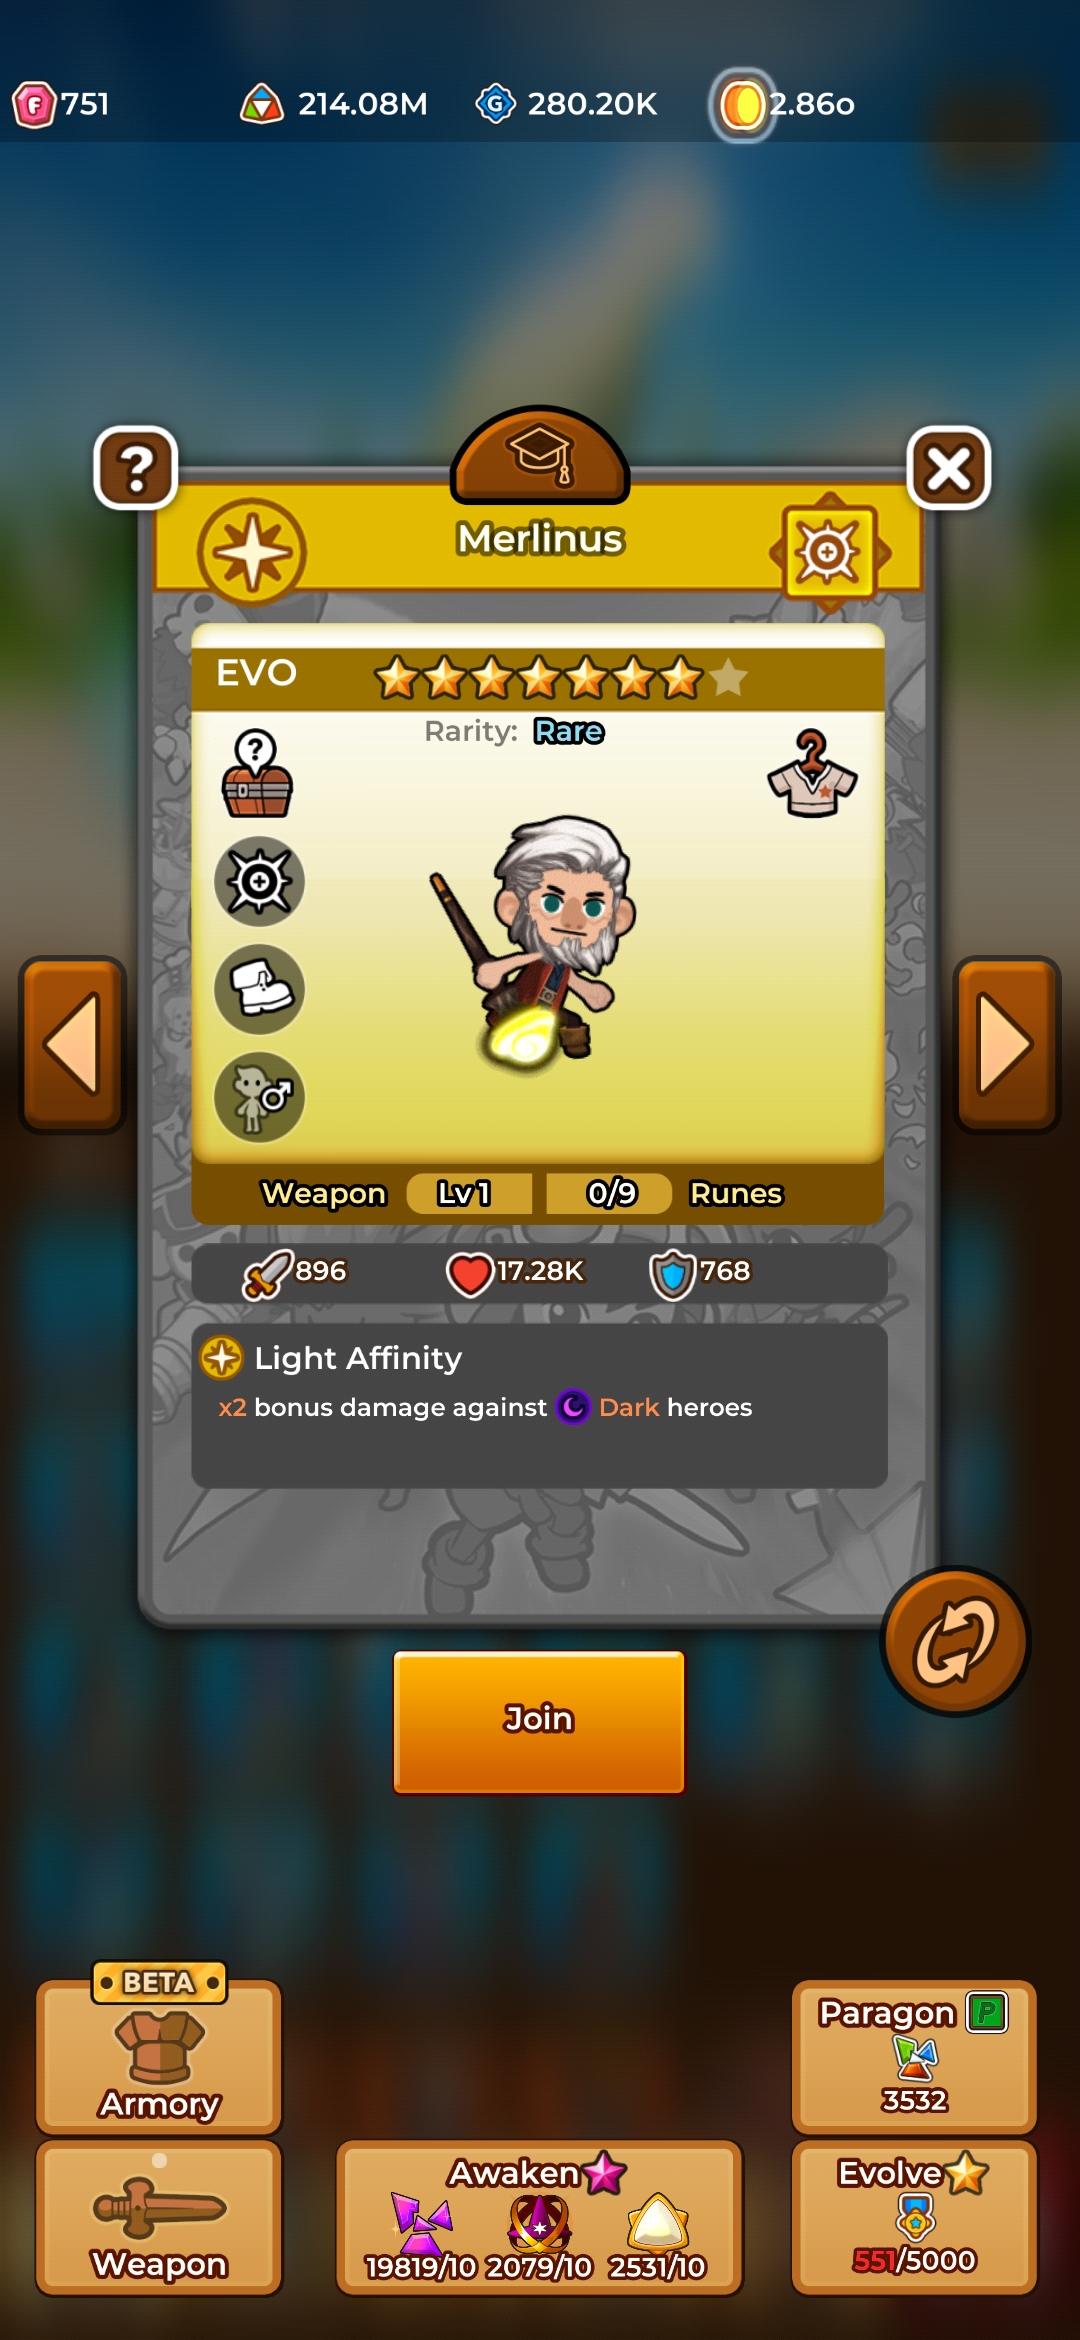 751 214.08M 280.20K 2.86o
Merlinus
EVO
Rarity: Rare
Weapon Lv 1 0/9 Runes
896 17.28K 768
Light Affinity
x2 bonus damage against Dark heroes
Join
BETA
Armory
Paragon P
3532
Weapon
Awaken
19819/10 2079/10 2531/10
Evolve
551/5000